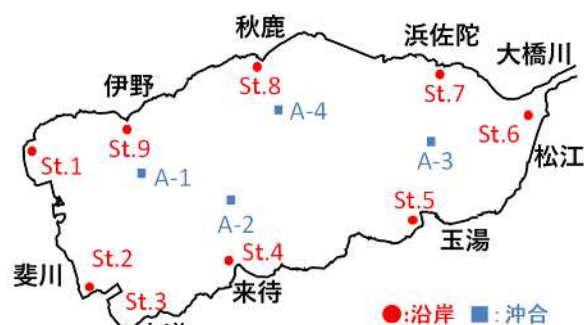 秋鹿
浜佐陀
大橋川
伊野
St.8
St.7
A-4
St.6
St.9
St.1
A-1
A-3
松江
A-2
St.5
玉湯
St.4
斐川
St.2
来待
St.3
●:沿岸 ■:沖合